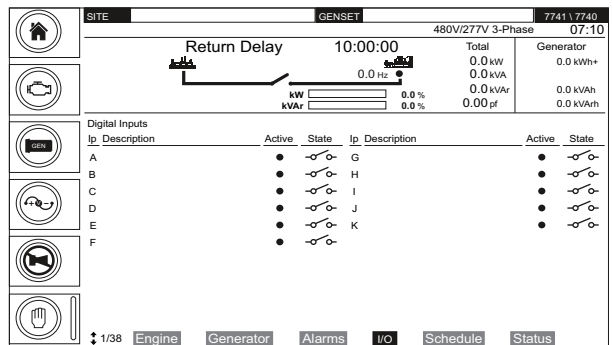 SITE GENSET 7741 \ 7740
480V/277V 3-Phase 07:10
Return Delay 10:00:00 Total Generator
0.0 kW 0.0 kWh+
0.0 Hz 0.0 kVA
0.0 kVAr 0.0 kVAh
kW 0.0 %
kVAr 0.0 % 0.00 pf 0.0 kVArh
Digital Inputs
Ip Description Active State Ip Description Active State
A G
B H
C I
D J
E K
F
GEN
1/38 Engine Generator Alarms I/O Schedule Status